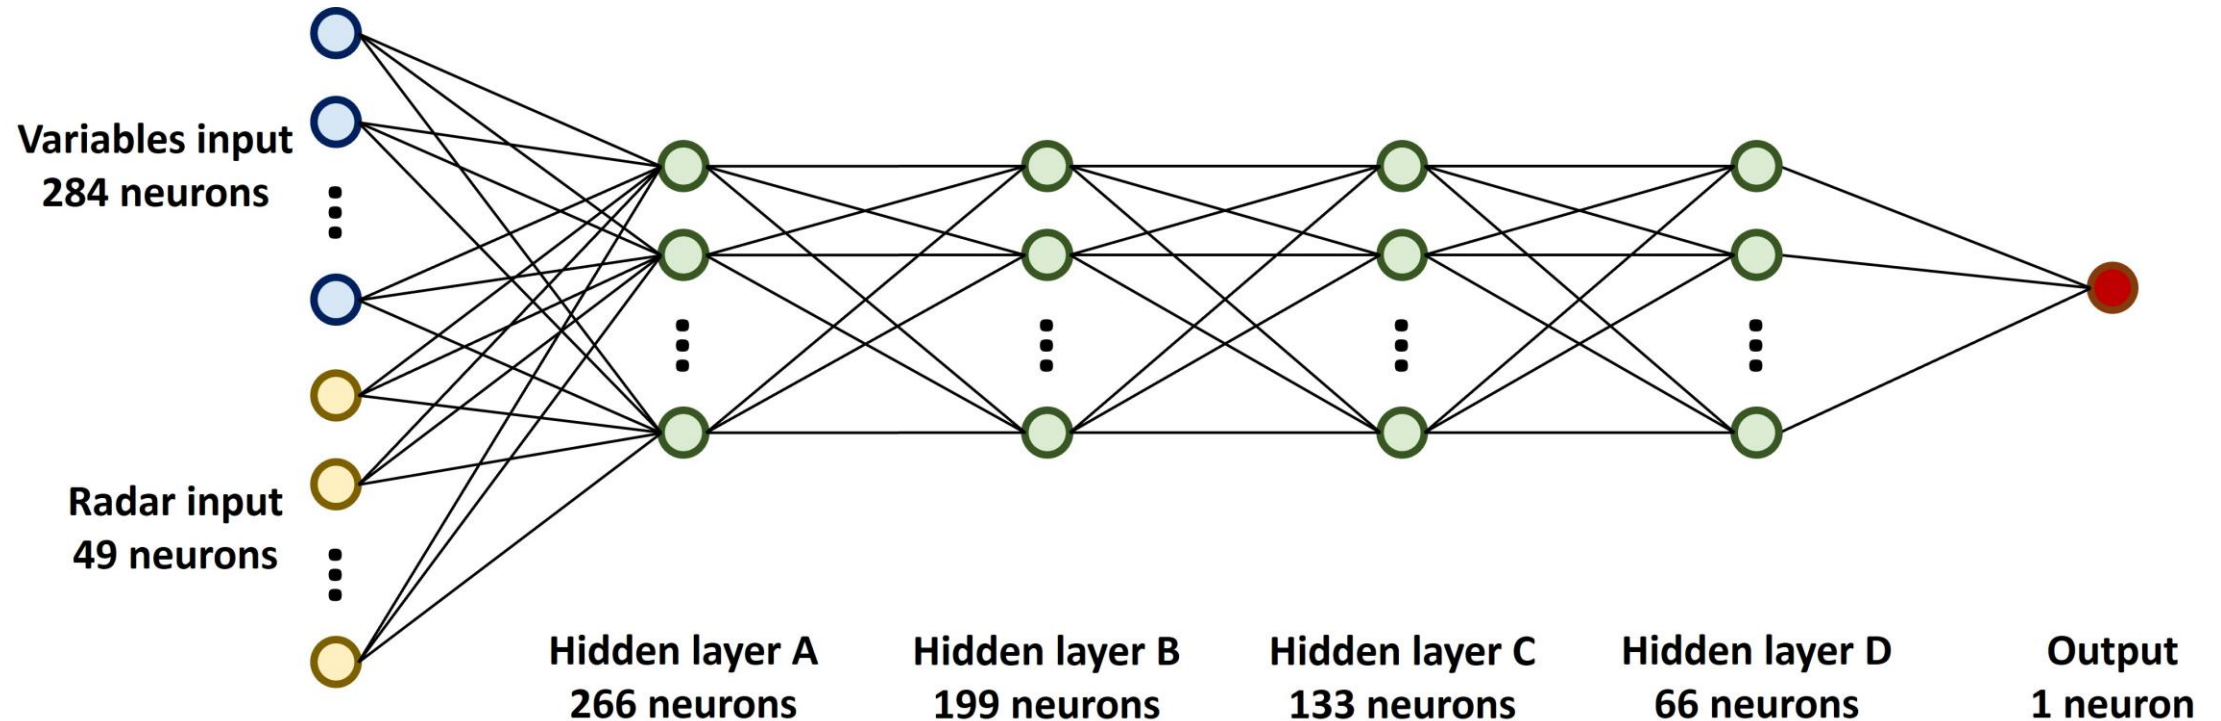 Variables input
284 neurons
Radar input
49 neurons
Hidden layer A
266 neurons
Hidden layer B
199 neurons
Hidden layer C
133 neurons
Hidden layer D
66 neurons
Output
1 neuron